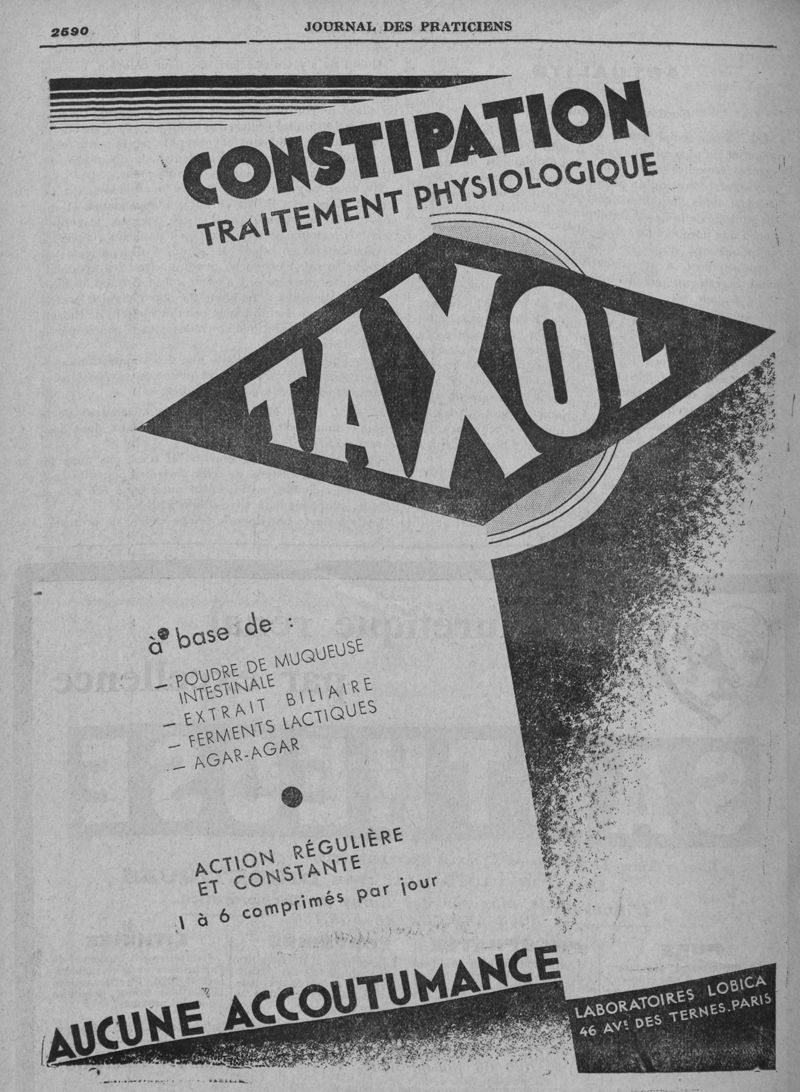 2590
JOURNAL DES PRATICIENS
CONSTIPATION
TRAITEMENT PHYSIOLOGIQUE
TAXOL
à base de :
— POUDRE DE MUQUEUSE
INTESTINALE
— EXTRAIT BILIAIRE
— FERMENTS LACTIQUES
— AGAR-AGAR
ACTION RÉGULIÈRE
ET CONSTANTE
1 à 6 comprimés par jour
AUCUNE ACCOUTUMANCE
LABORATOIRES LOBICA
46 AVE DES TERNES.PARIS